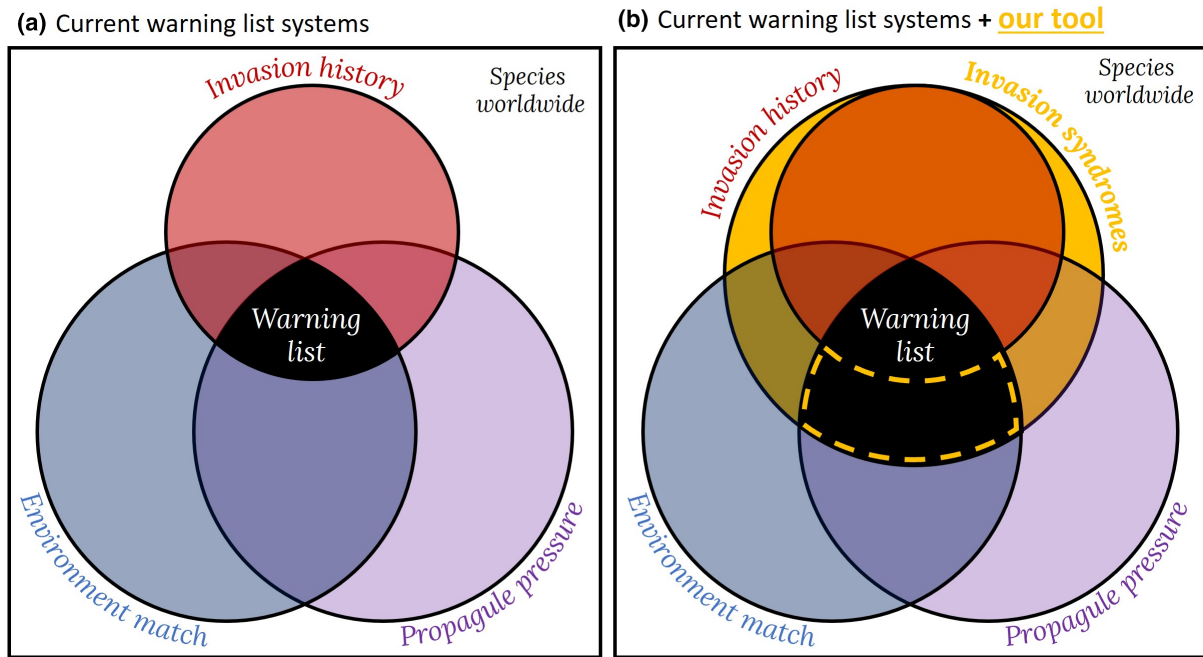 (a) Current warning list systems
Invasion history
Species
worldwide
Warning
list
Environment match
Propagule pressure
(b) Current warning list systems + our tool
Invasion history
Invasion syndromes
Species
worldwide
Warning
list
Environment match
Propagule pressure